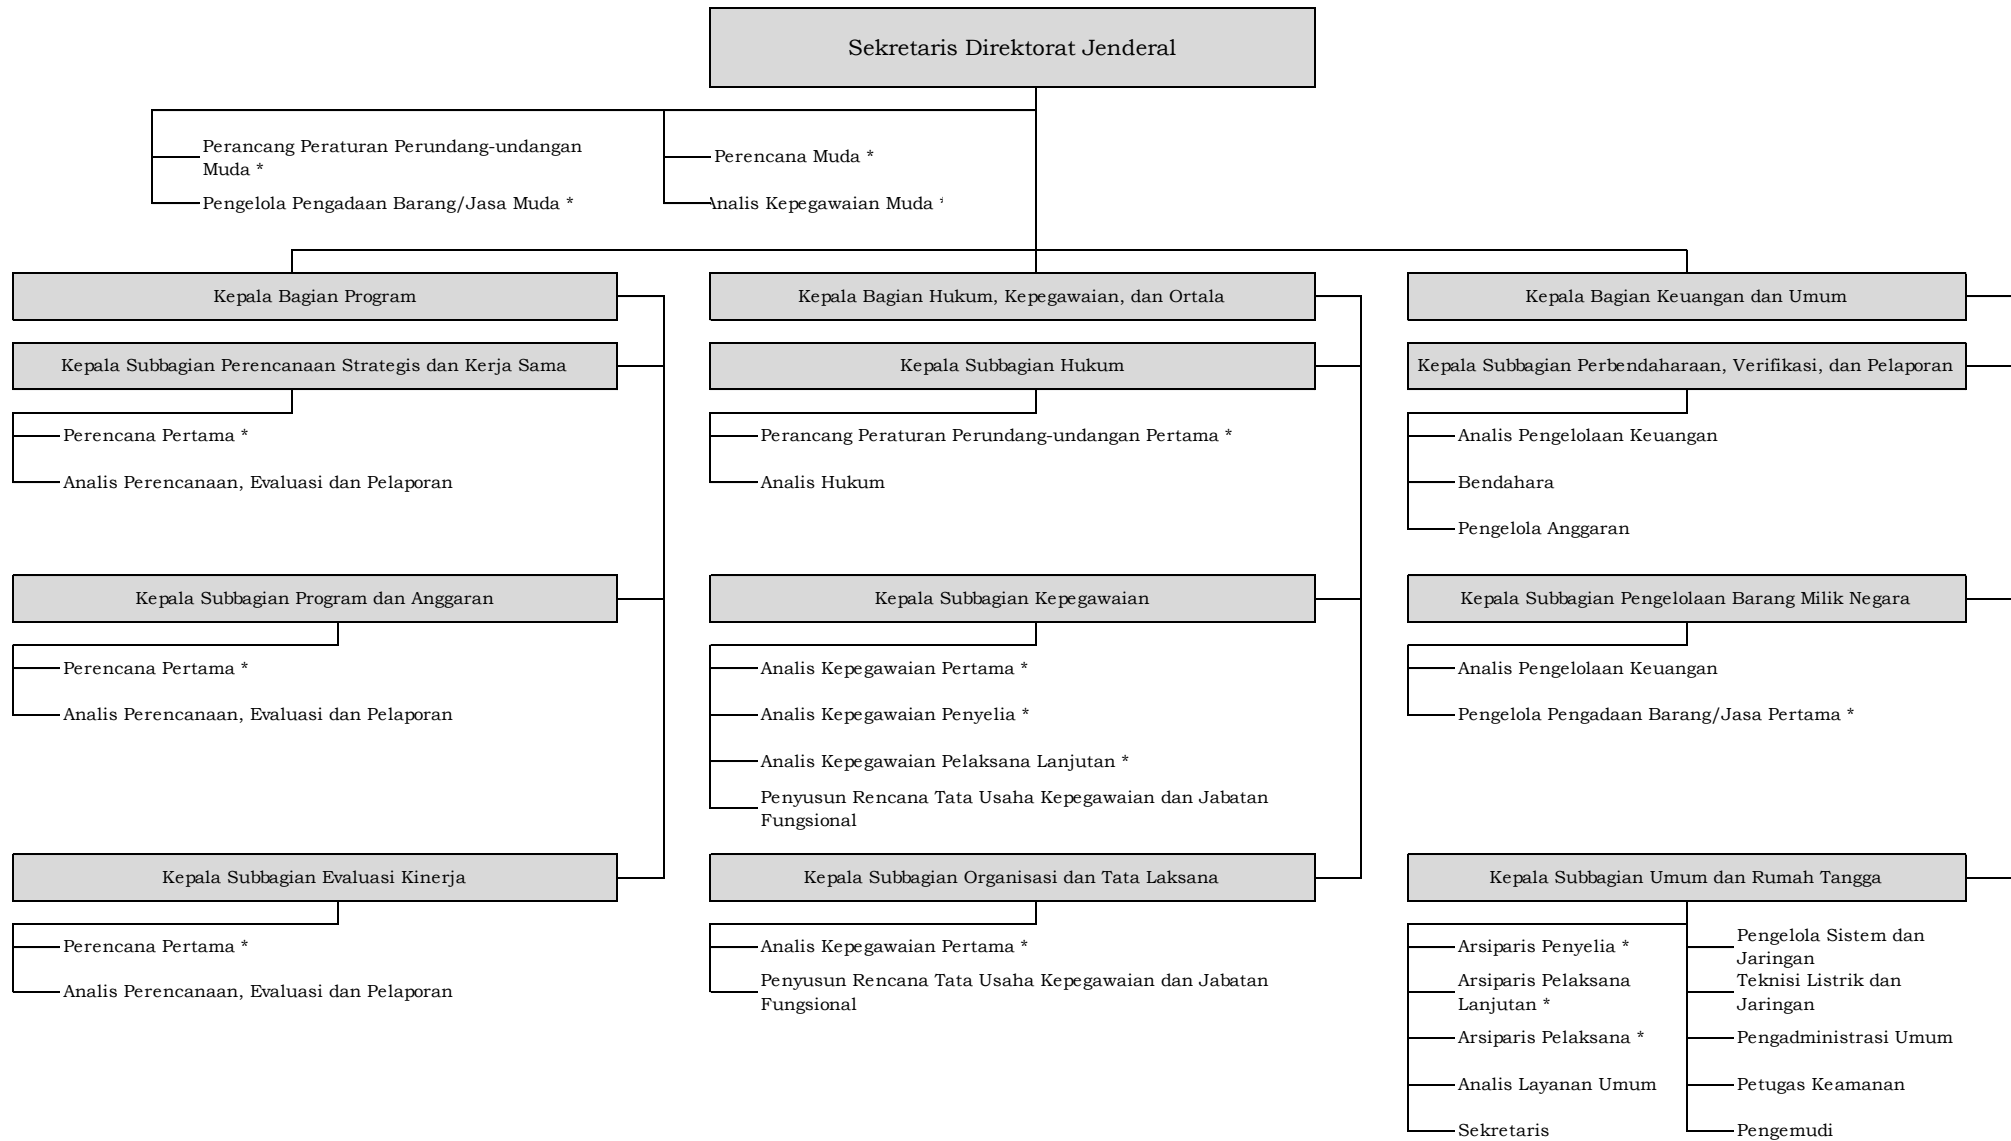 Sekretaris Direktorat Jenderal
Perancang Peraturan Perundang-undangan
Muda *
Pengelola Pengadaan Barang/Jasa Muda *
Perencana Muda *
Analis Kepegawaian Muda *
Kepala Bagian Program
Kepala Subbagian Perencanaan Strategis dan Kerja Sama
Perencana Pertama *
Analis Perencanaan, Evaluasi dan Pelaporan
Kepala Subbagian Program dan Anggaran
Perencana Pertama *
Analis Perencanaan, Evaluasi dan Pelaporan
Kepala Subbagian Evaluasi Kinerja
Perencana Pertama *
Analis Perencanaan, Evaluasi dan Pelaporan
Kepala Bagian Hukum, Kepegawaian, dan Ortala
Kepala Subbagian Hukum
Perancang Peraturan Perundang-undangan Pertama *
Analis Hukum
Kepala Subbagian Kepegawaian
Analis Kepegawaian Pertama *
Analis Kepegawaian Penyelia *
Analis Kepegawaian Pelaksana Lanjutan *
Penyusun Rencana Tata Usaha Kepegawaian dan Jabatan
Fungsional
Kepala Subbagian Organisasi dan Tata Laksana
Analis Kepegawaian Pertama *
Penyusun Rencana Tata Usaha Kepegawaian dan Jabatan
Fungsional
Kepala Bagian Keuangan dan Umum
Kepala Subbagian Perbendaharaan, Verifikasi, dan Pelaporan
Analis Pengelolaan Keuangan
Bendahara
Pengelola Anggaran
Kepala Subbagian Pengelolaan Barang Milik Negara
Analis Pengelolaan Keuangan
Pengelola Pengadaan Barang/Jasa Pertama *
Kepala Subbagian Umum dan Rumah Tangga
Arsiparis Penyelia *
Arsiparis Pelaksana
Lanjutan *
Arsiparis Pelaksana *
Analis Layanan Umum
Sekretaris
Pengelola Sistem dan
Jaringan
Teknisi Listrik dan
Jaringan
Pengadministrasi Umum
Petugas Keamanan
Pengemudi